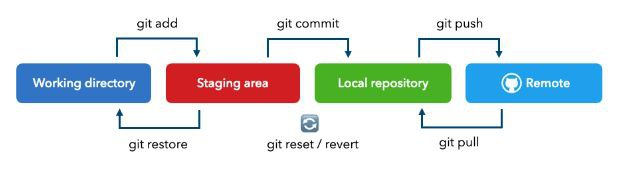 git add
git commit
git push
Working directory
Staging area
Local repository
Remote
git restore
git reset / revert
git pull